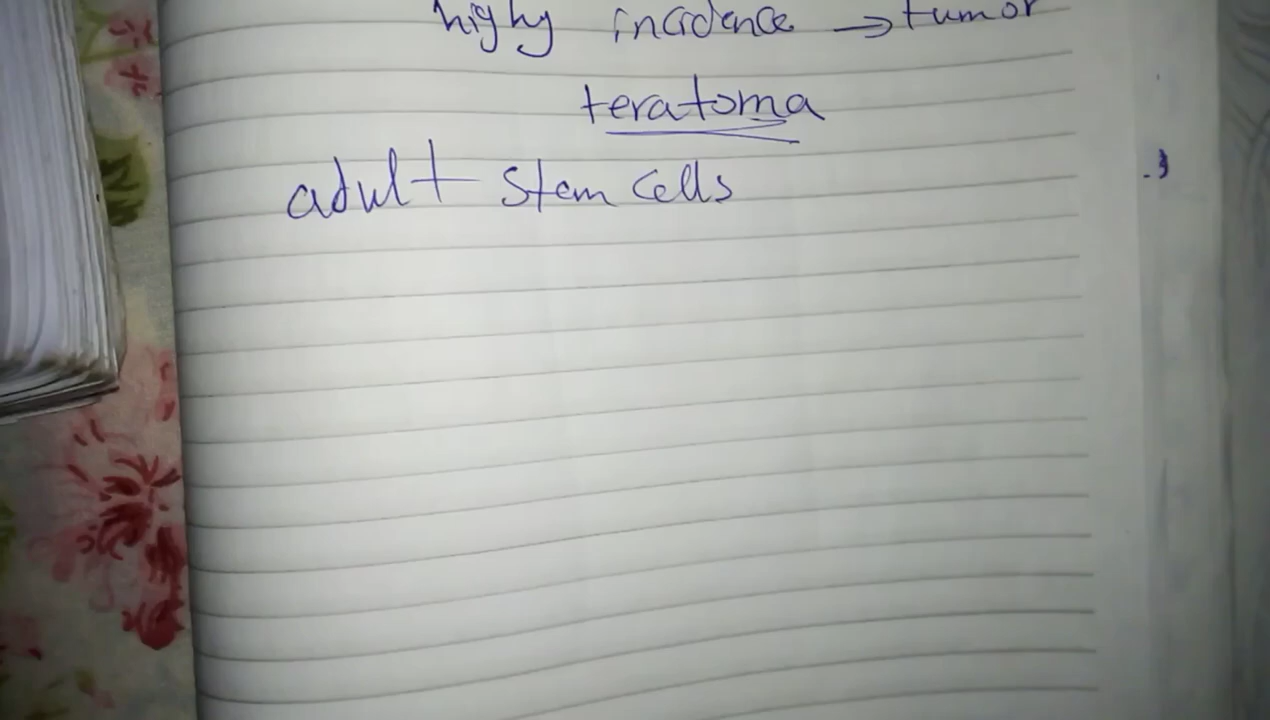 highy incidence → tumor
teratoma
adult stem cells